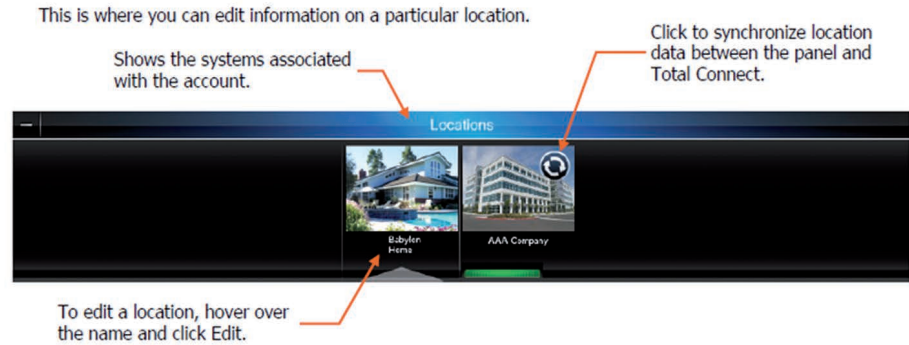 This is where you can edit information on a particular location.
Click to synchronize location
data between the panel and
Total Connect.
Shows the systems associated
with the account.
Locations
Babylon
Home
AAA Company
To edit a location, hover over
the name and click Edit.